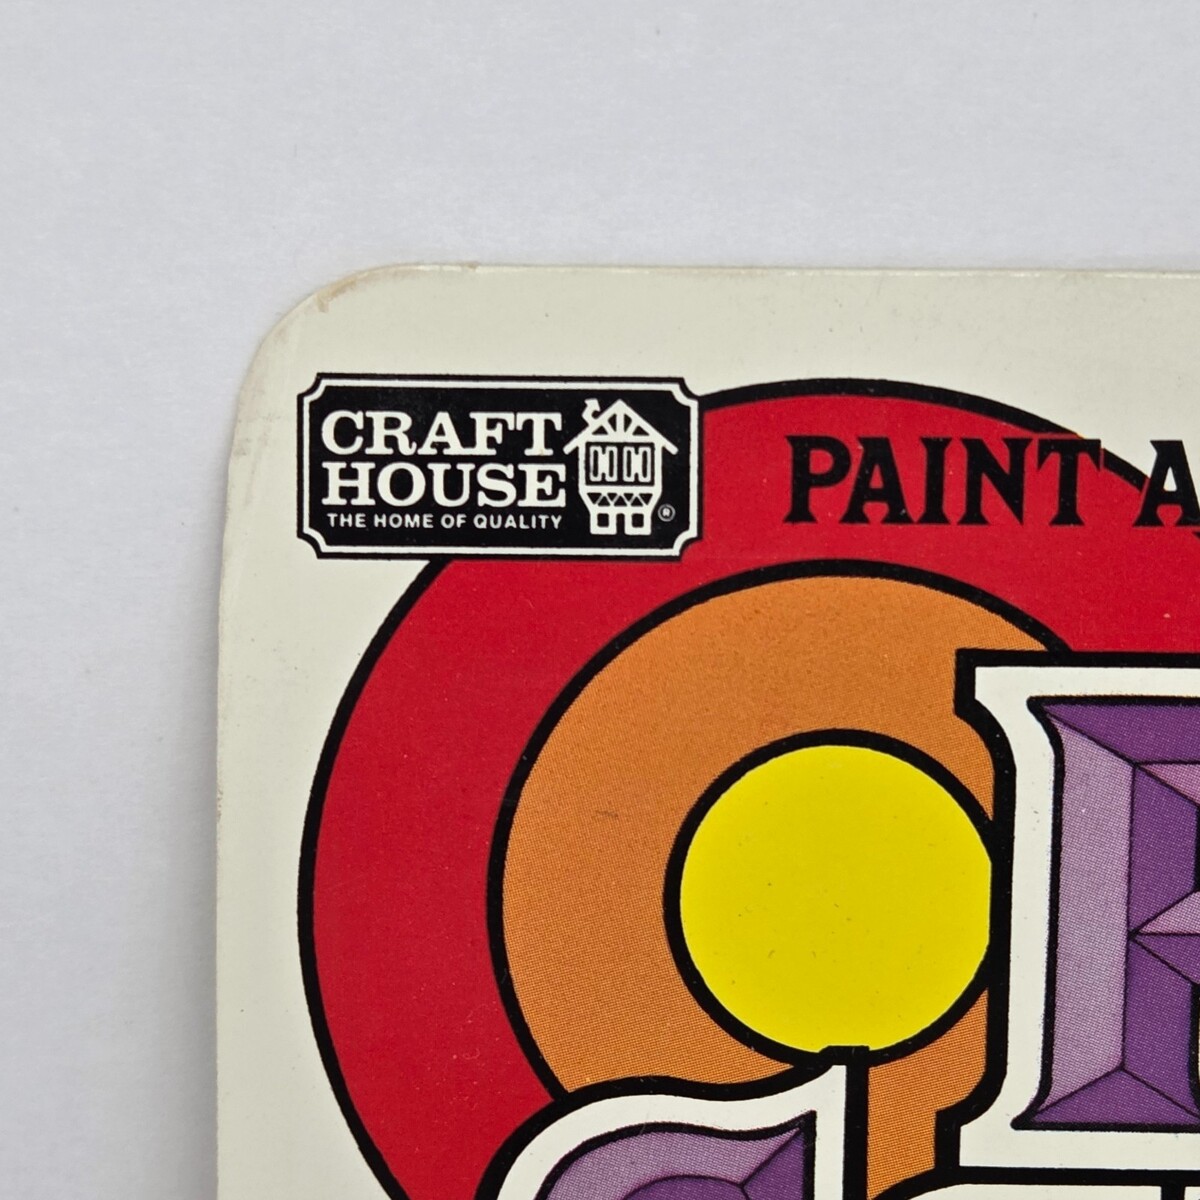 CRAFT
HOUSE
THE HOME OF QUALITY
®
PAINT A